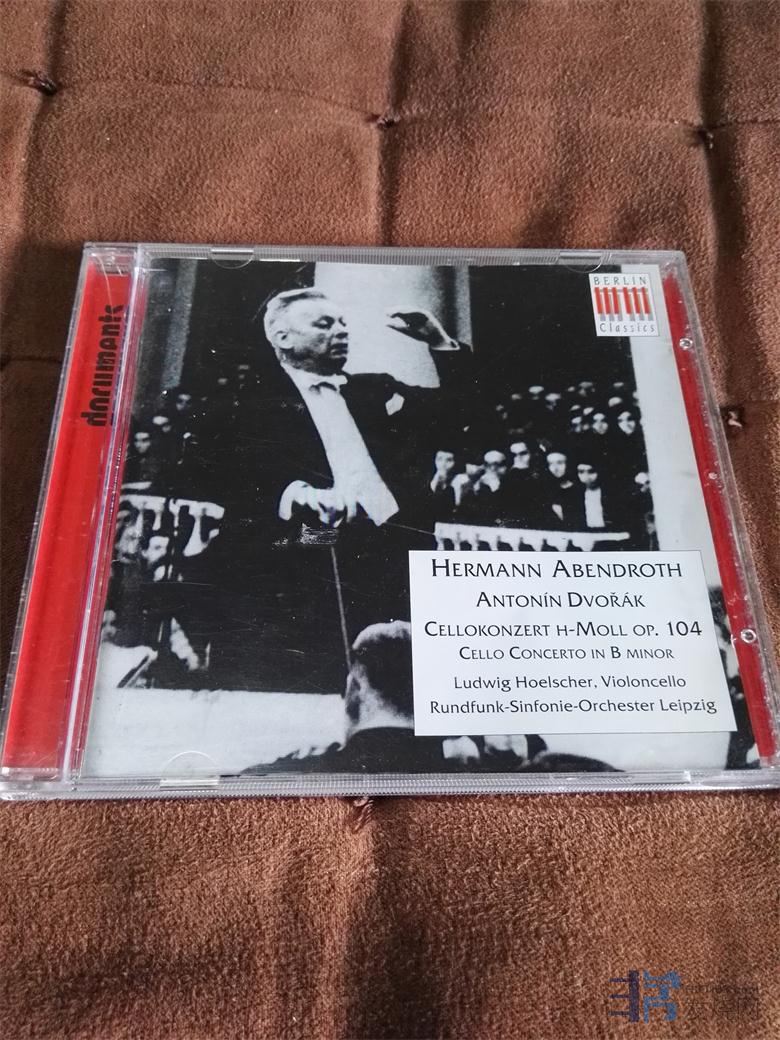 documents
BERLIN
Classics
HERMANN ABENDROTH
ANTONÍN DVOŘÁK
CELLOKONZERT H-MOLL OP. 104
CELLO CONCERTO IN B MINOR
Ludwig Hoelscher, Violoncello
Rundfunk-Sinfonie-Orchester Leipzig